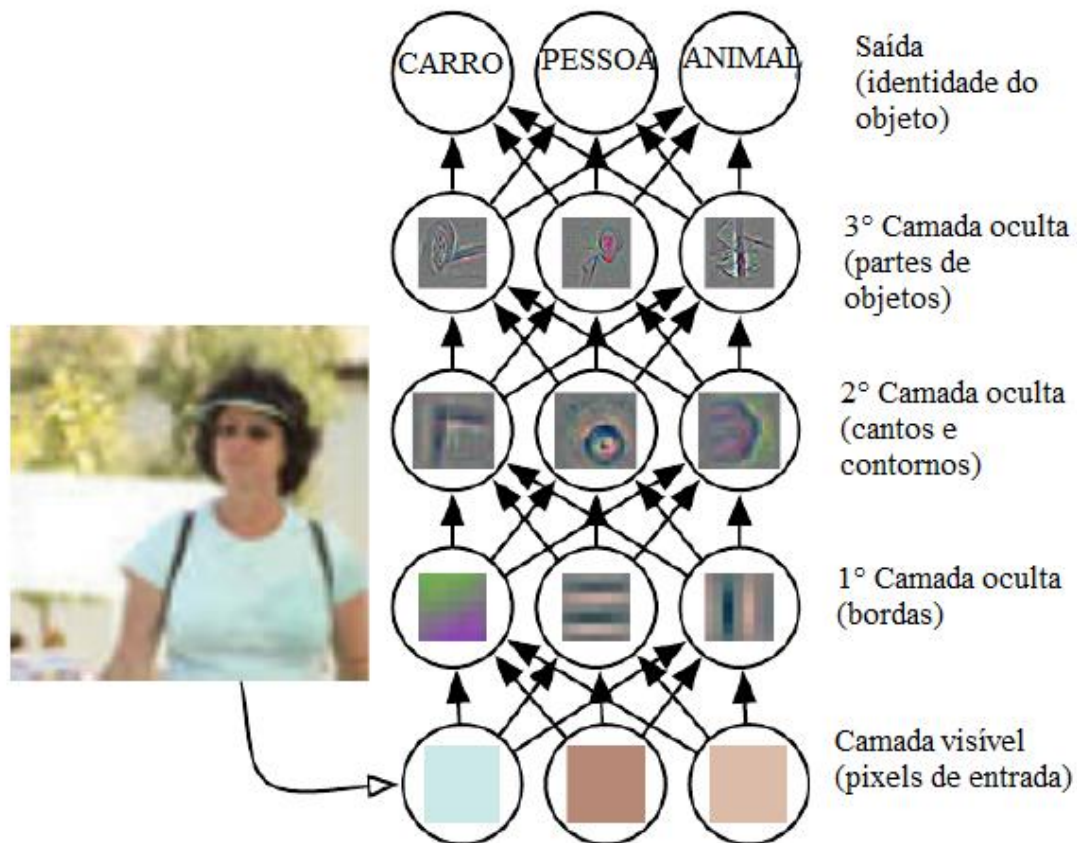 CARRO
PESSOA
ANIMAL
Saída
(identidade do
objeto)
3° Camada oculta
(partes de
objetos)
2° Camada oculta
(cantos e
contornos)
1° Camada oculta
(bordas)
Camada visível
(pixels de entrada)